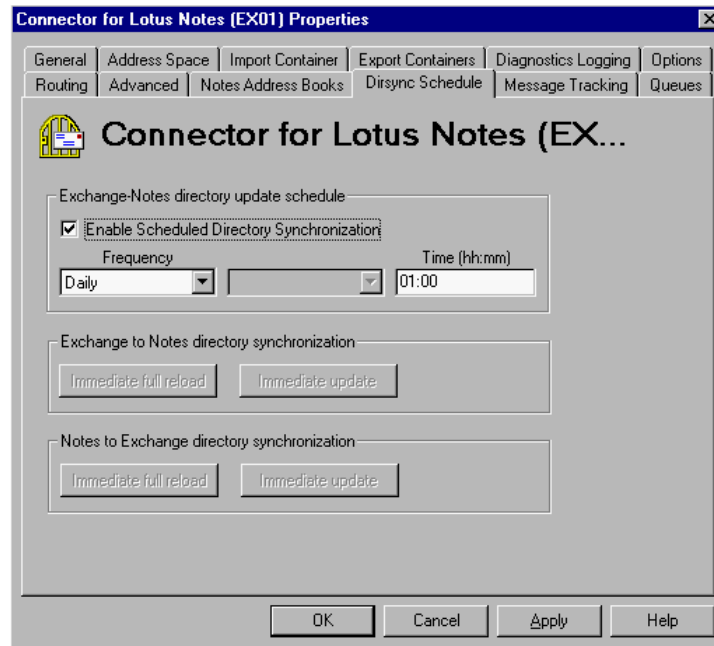 Connector for Lotus Notes (EX01) Properties
General Address Space Import Container Export Containers Diagnostics Logging Options
Routing Advanced Notes Address Books Dirsync Schedule Message Tracking Queues
Connector for Lotus Notes (EX...
Exchange-Notes directory update schedule
Enable Scheduled Directory Synchronization
Frequency Time (hh:mm)
Daily 01:00
Exchange to Notes directory synchronization
Immediate full reload Immediate update
Notes to Exchange directory synchronization
Immediate full reload Immediate update
OK Cancel Apply Help